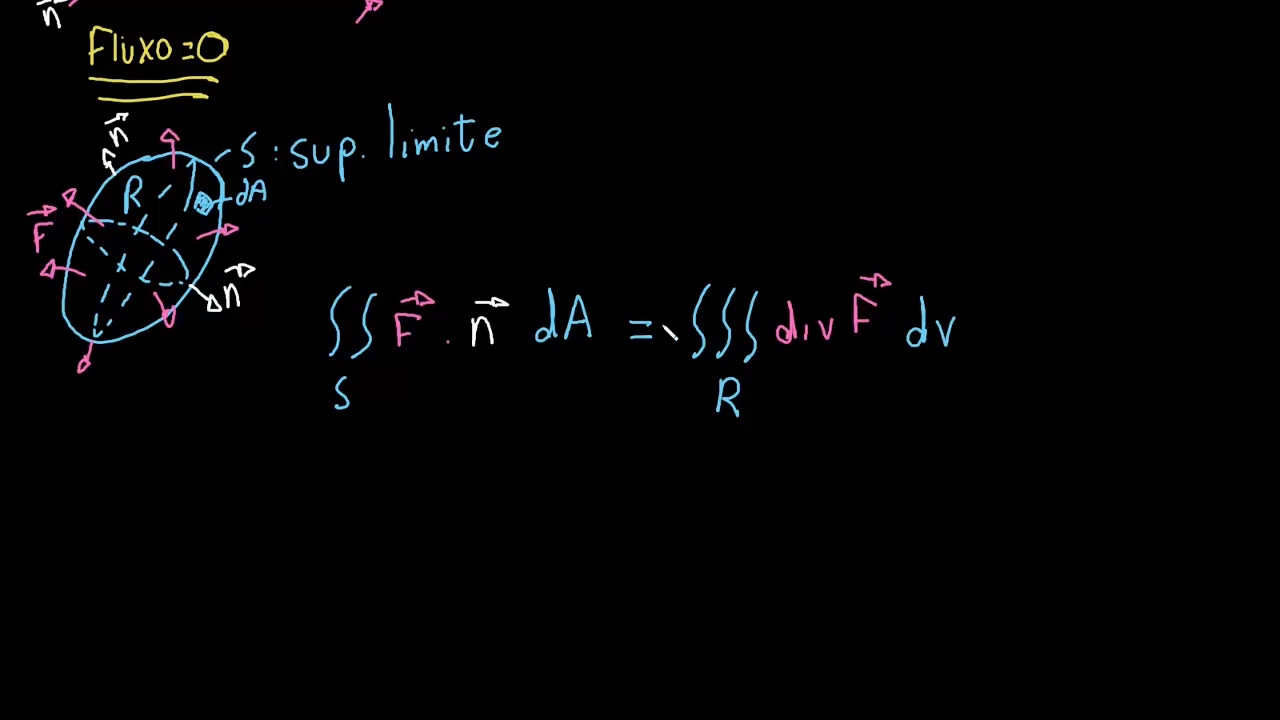 n⃗
Fluxo = 0
n⃗
S : sup. limite
R
dA
F⃗
n⃗
∬ F⃗ . n⃗ dA = ∭ div F⃗ dv
S R